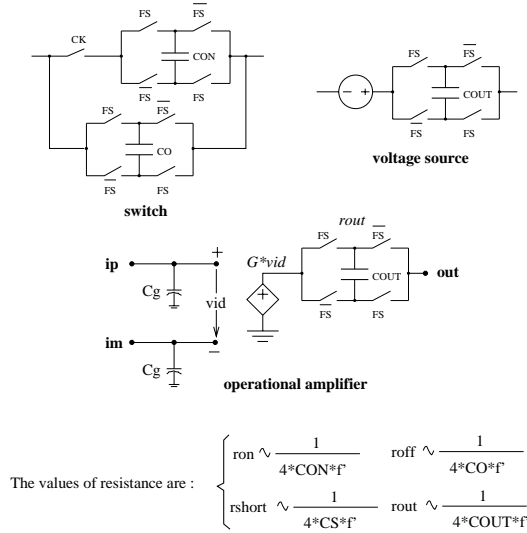 FS
FS
CK
CON
FS
FS
FS
FS
CO
FS
FS
switch
FS
FS
COUT
FS
FS
voltage source
rout
FS
FS
ip
+
G*vid
COUT
out
Cg
vid
FS
FS
im
Cg
operational amplifier
The values of resistance are :
ron ∿ 1 / 4*CON*f'
roff ∿ 1 / 4*CO*f'
rshort ∿ 1 / 4*CS*f'
rout ∿ 1 / 4*COUT*f'